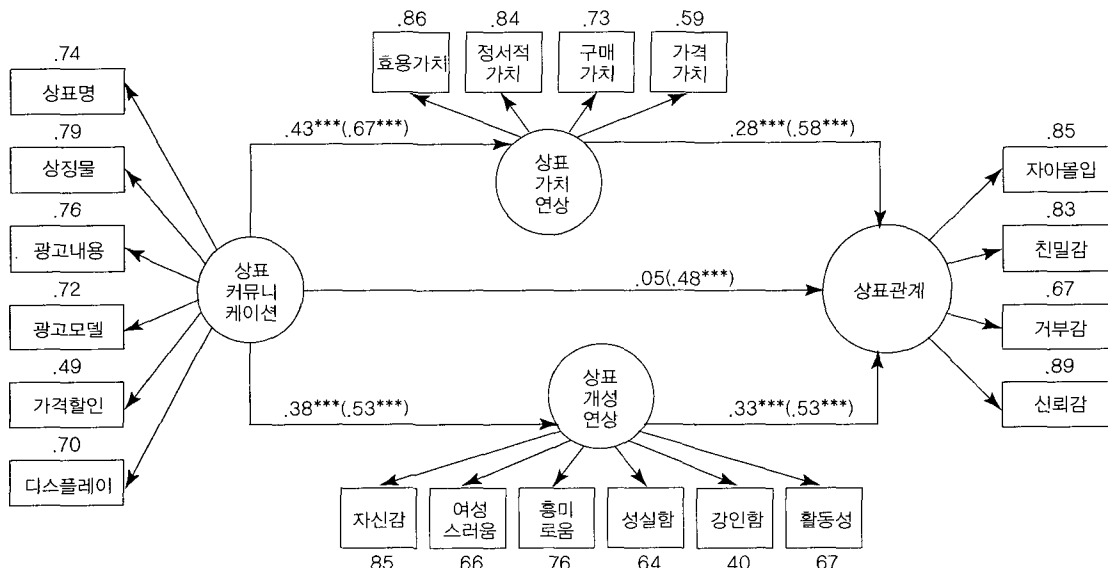 .86
.84
.73
.59
효용가치
정서적
가치
구매
가치
가격
가치
.74
상표명
.79
상징물
.76
광고내용
.72
광고모델
.49
가격할인
.70
디스플레이
.43***(.67***)
.28***(.58***)
상표
가치
연상
상표
커뮤니
케이션
.05(.48***)
상표관계
.85
자아몰입
.83
친밀감
.67
거부감
.89
신뢰감
상표
개성
연상
.38***(.53***)
.33***(.53***)
자신감
여성
스러움
흥미
로움
성실함
강인함
활동성
.85
.66
.76
.64
.40
.67